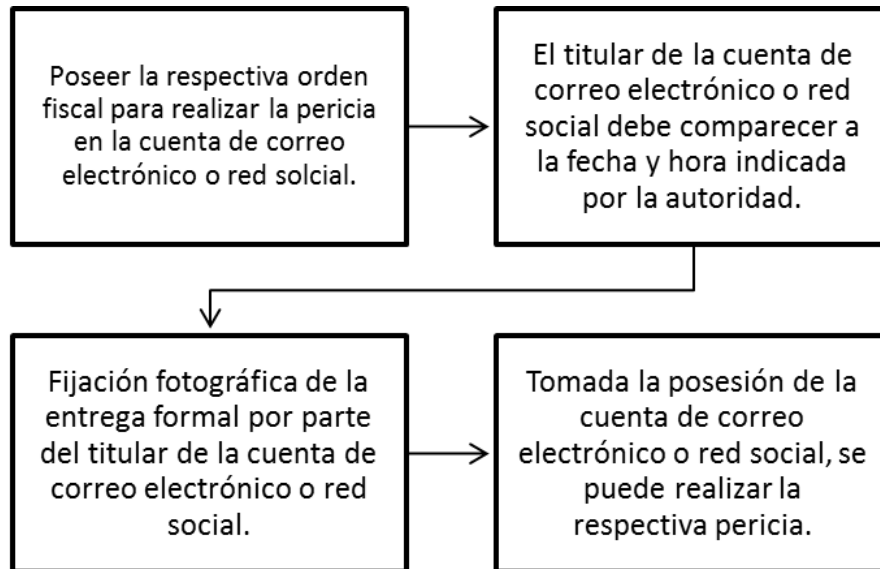 Poseer la respectiva orden
fiscal para realizar la pericia
en la cuenta de correo
electrónico o red solcial.
El titular de la cuenta de
correo electrónico o red
social debe comparecer a
la fecha y hora indicada
por la autoridad.
Fijación fotográfica de la
entrega formal por parte
del titular de la cuenta de
correo electrónico o red
social.
Tomada la posesión de la
cuenta de correo
electrónico o red social, se
puede realizar la
respectiva pericia.